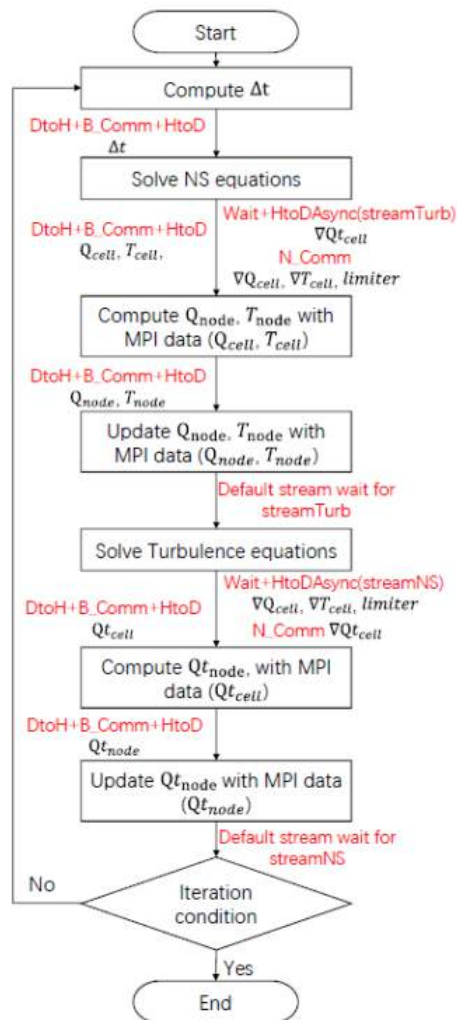 Start
Compute Δt
DtoH+B_Comm+HtoD
Δt
Solve NS equations
DtoH+B_Comm+HtoD
Q_cell, T_cell,
Wait+HtoDAsync(streamTurb)
∇Qt_cell
N_Comm
∇Q_cell, ∇T_cell, limiter
Compute Q_node, T_node with
MPI data (Q_cell, T_cell)
DtoH+B_Comm+HtoD
Q_node, T_node
Update Q_node, T_node with
MPI data (Q_node, T_node)
Default stream wait for
streamTurb
Solve Turbulence equations
DtoH+B_Comm+HtoD
Qt_cell
Wait+HtoDAsync(streamNS)
∇Q_cell, ∇T_cell, limiter
N_Comm ∇Qt_cell
Compute Qt_node, with MPI
data (Qt_cell)
DtoH+B_Comm+HtoD
Qt_node
Update Qt_node with MPI data
(Qt_node)
Default stream wait for
streamNS
No
Iteration
condition
Yes
End